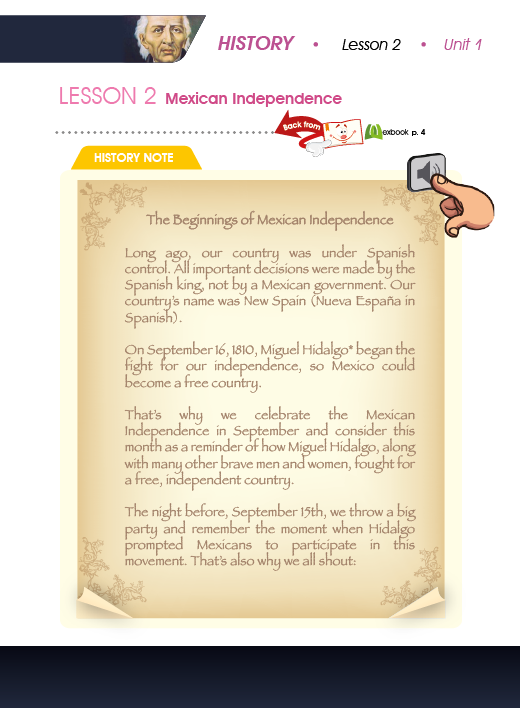 HISTORY • Lesson 2 • Unit 1
LESSON 2 Mexican Independence
Back from
exbook p. 4
HISTORY NOTE
The Beginnings of Mexican Independence
Long ago, our country was under Spanish
control. All important decisions were made by the
Spanish king, not by a Mexican government. Our
country's name was New Spain (Nueva España in
Spanish).
On September 16, 1810, Miguel Hidalgo* began the
fight for our independence, so Mexico could
become a free country.
That's why we celebrate the Mexican
Independence in September and consider this
month as a reminder of how Miguel Hidalgo, along
with many other brave men and women, fought for
a free, independent country.
The night before, September 15th, we throw a big
party and remember the moment when Hidalgo
prompted Mexicans to participate in this
movement. That's also why we all shout: